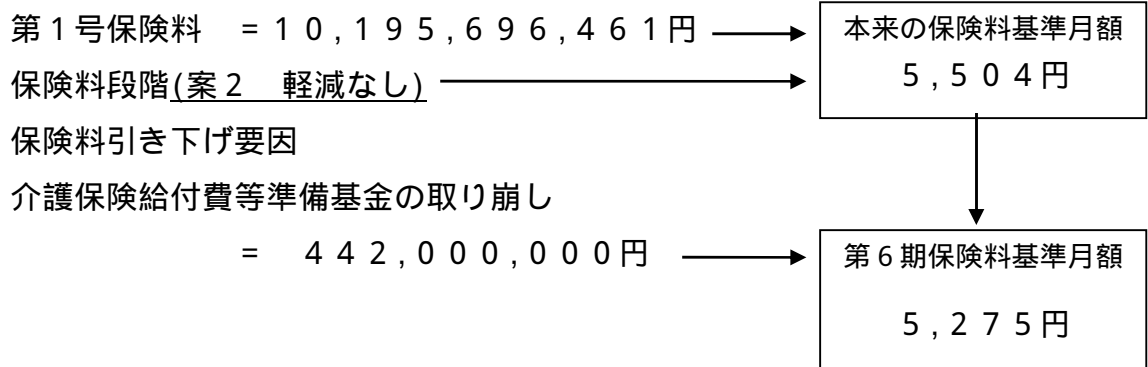 第１号保険料　＝１０,１９５,６９６,４６１円
本来の保険料基準月額
５,５０４円
保険料段階(案２　軽減なし)
保険料引き下げ要因
介護保険給付費等準備基金の取り崩し
＝　４４２,０００,０００円
第６期保険料基準月額
５,２７５円